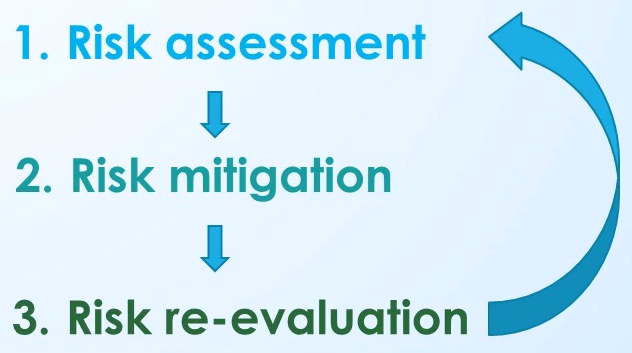 1. Risk assessment
2. Risk mitigation
3. Risk re-evaluation